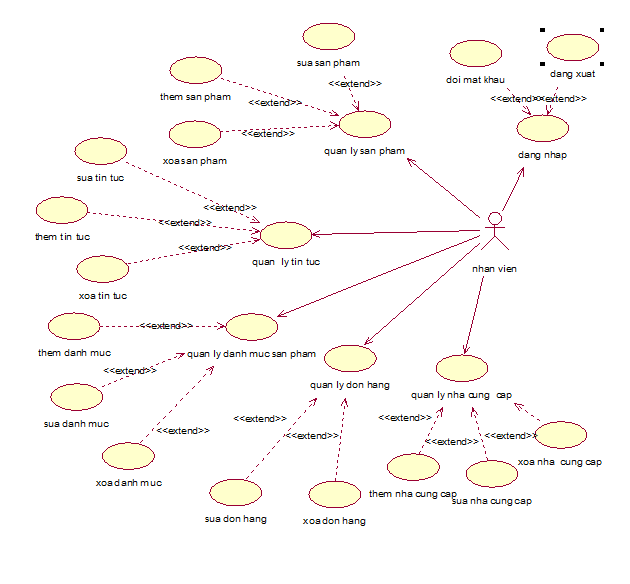 sua san pham
doi mat khau
dang xuat
<<extend>>
them san pham
<<extend>>
<<extend>>
<<extend>>
<<extend>>
xoa san pham
quan ly san pham
dang nhap
sua tin tuc
<<extend>>
them tin tuc
<<extend>>
<<extend>>
quan ly tin tuc
nhan vien
xoa tin tuc
<<extend>>
them danh muc
quan ly danh muc san pham
<<extend>>
quan ly don hang
quan ly nha cung cap
sua danh muc
<<extend>>
<<extend>>
<<extend>>
<<extend>>
<<extend>>
<<extend>>
xoa danh muc
xoa nha cung cap
them nha cung cap
sua nha cung cap
sua don hang
xoa don hang